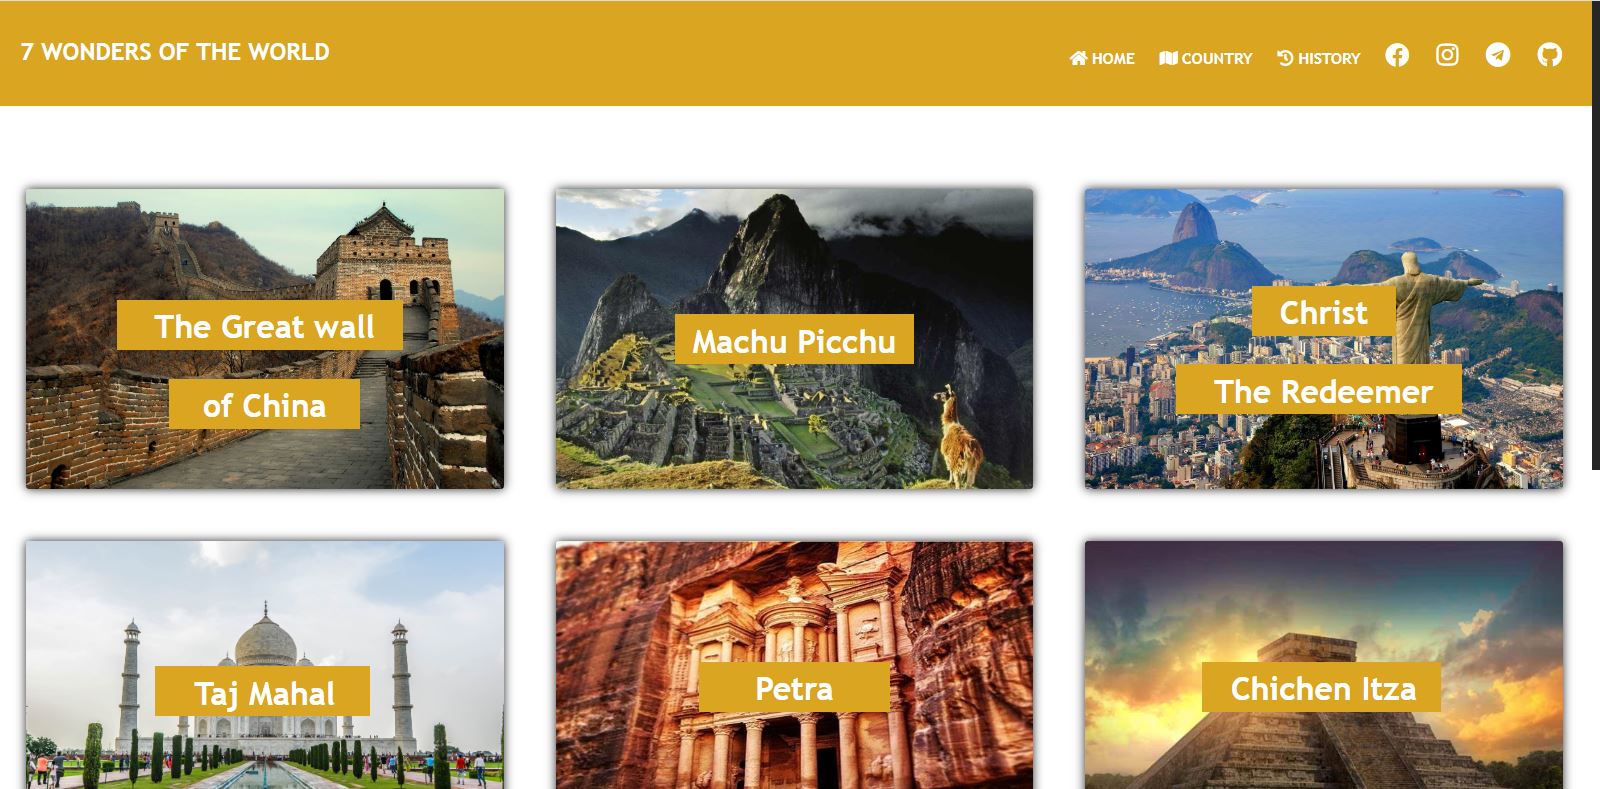 7 WONDERS OF THE WORLD
HOME COUNTRY HISTORY
The Great wall
of China
Machu Picchu
Christ
The Redeemer
Taj Mahal
Petra
Chichen Itza